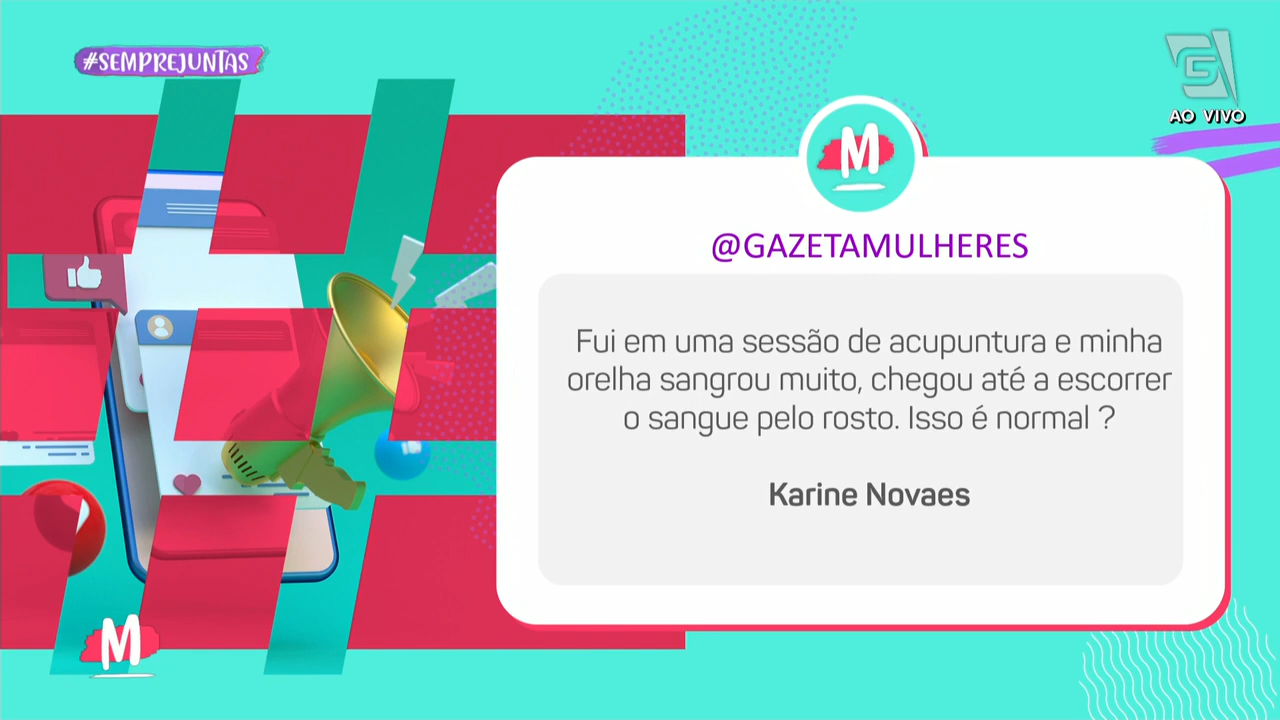 #SEMPREJUNTAS
G
AO VIVO
M
@GAZETAMULHERES
Fui em uma sessão de acupuntura e minha
orelha sangrou muito, chegou até a escorrer
o sangue pelo rosto. Isso é normal ?
Karine Novaes
M